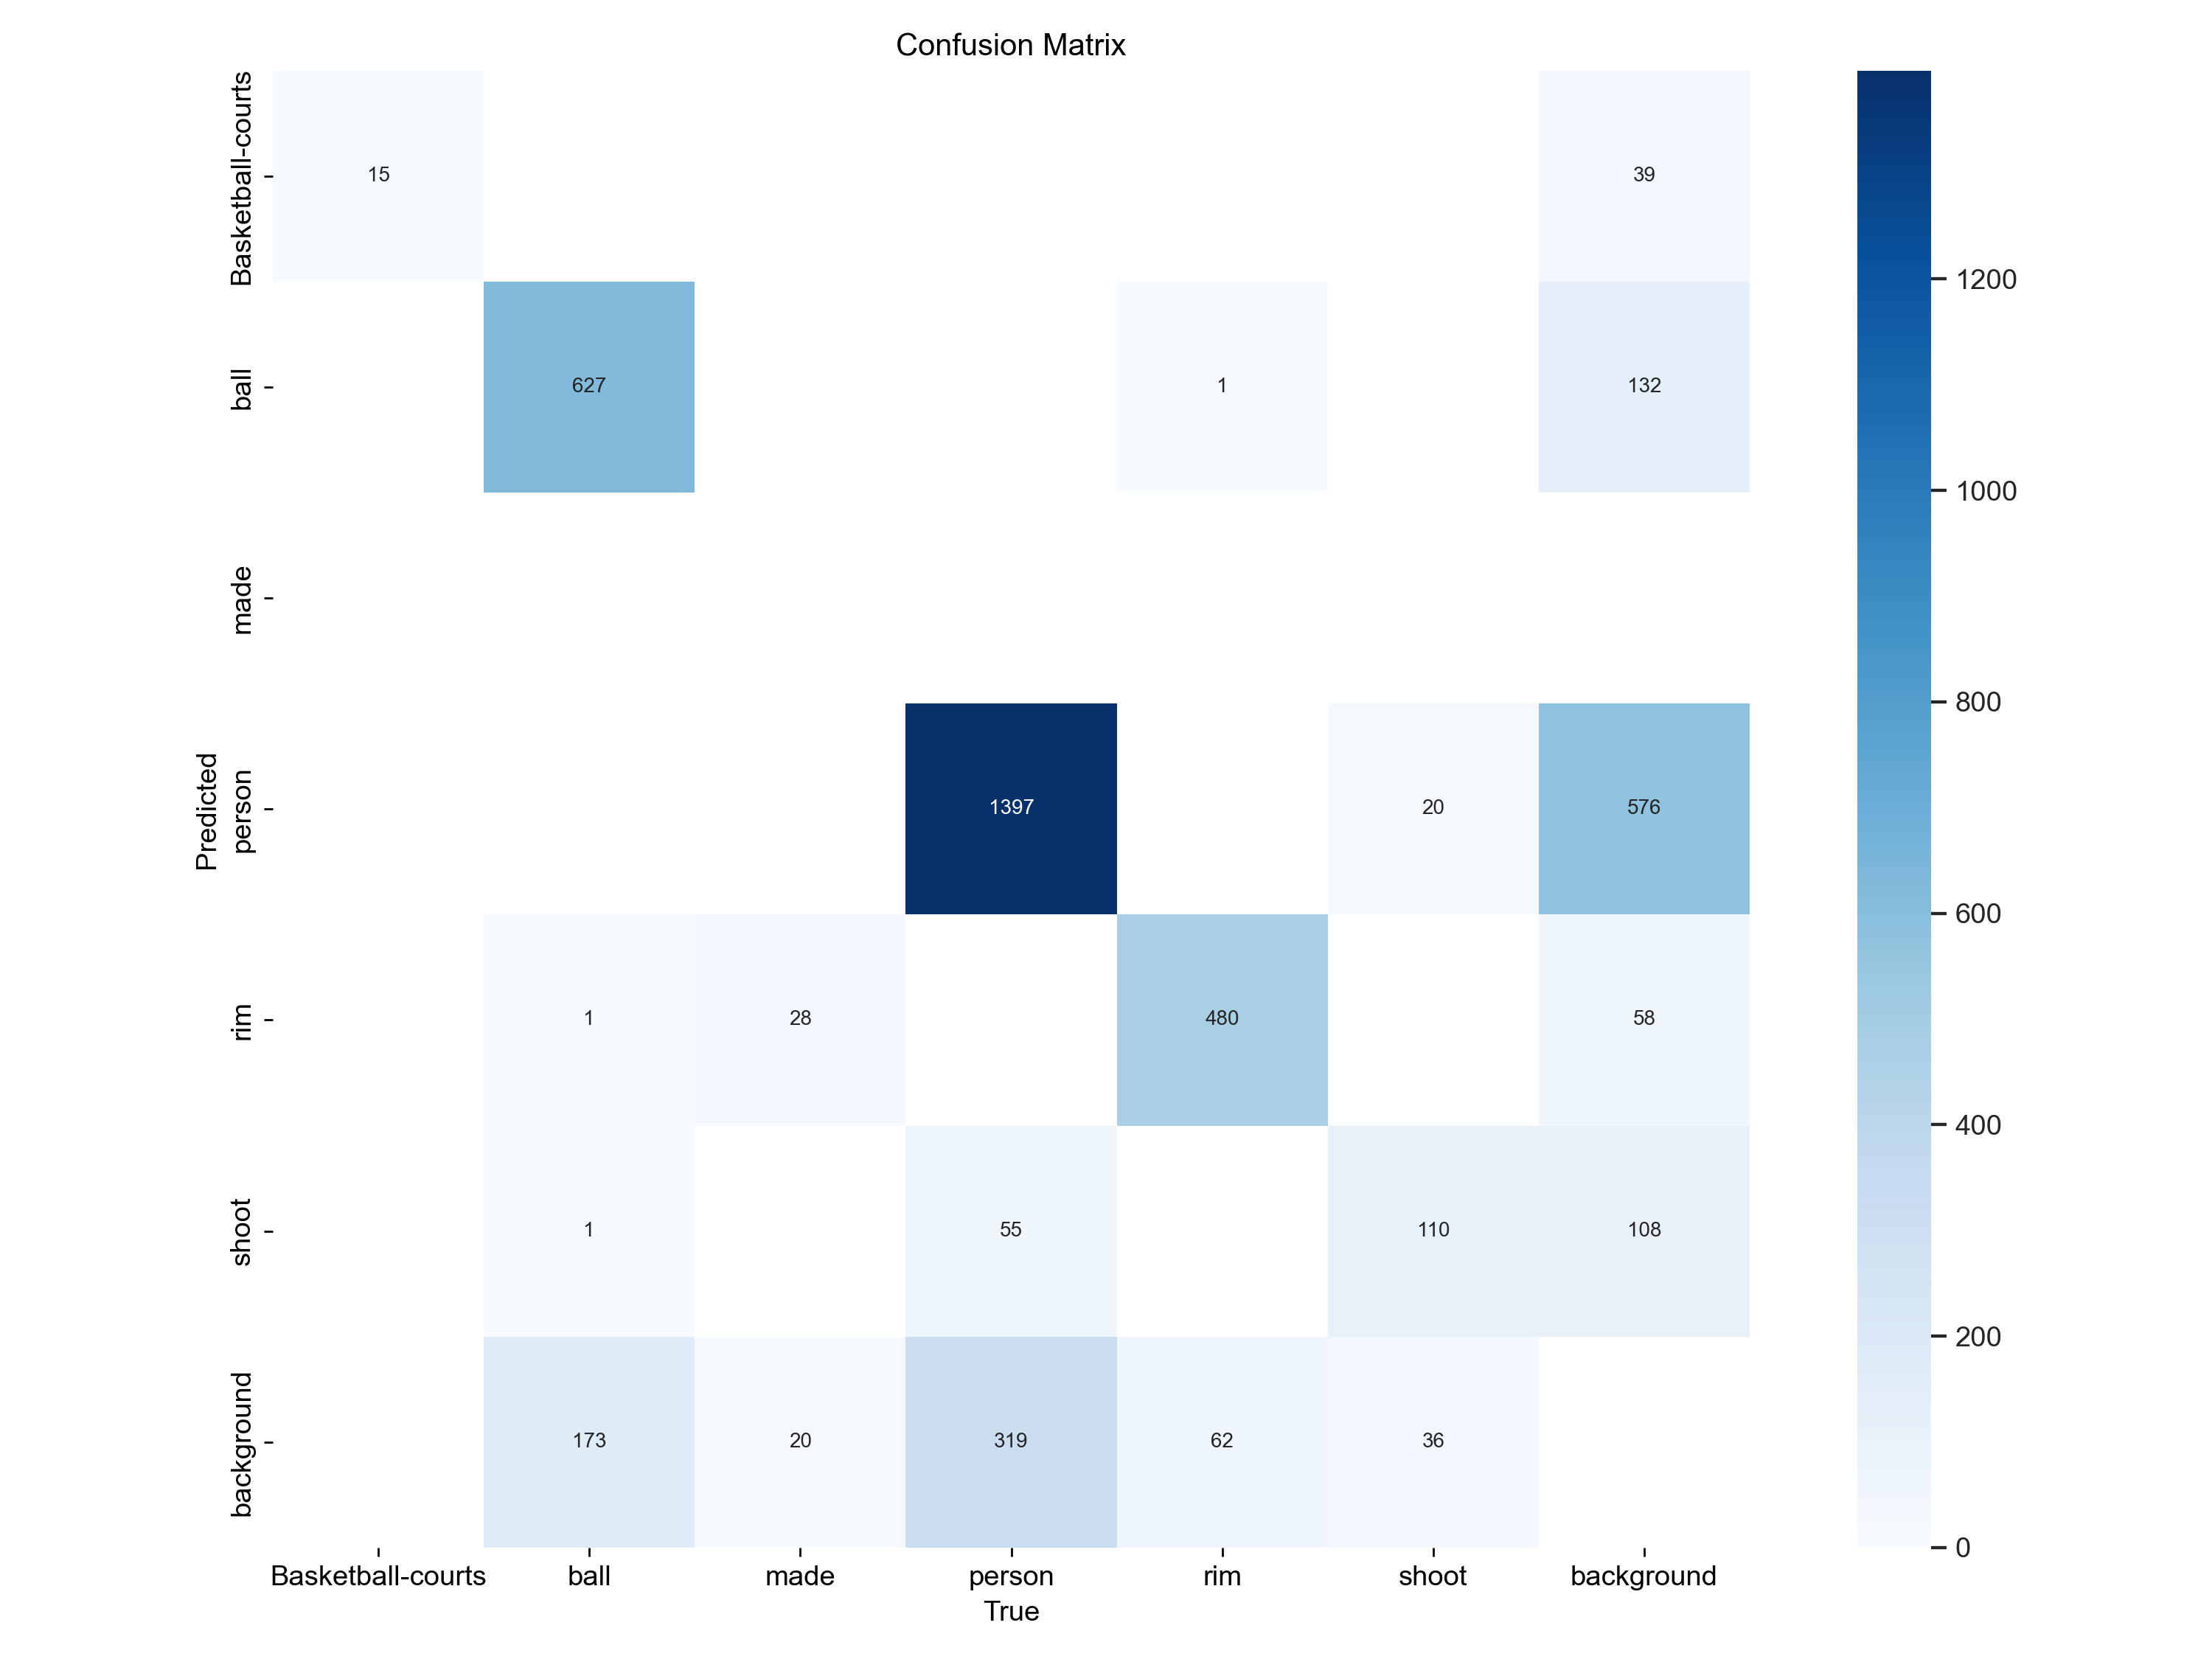 Confusion Matrix
Basketball-courts
15
39
ball
627
1
132
made
Predicted
person
1397
20
576
rim
1
28
480
58
shoot
1
55
110
108
background
173
20
319
62
36
Basketball-courts ball made person rim shoot background
True
1200
1000
800
600
400
200
0